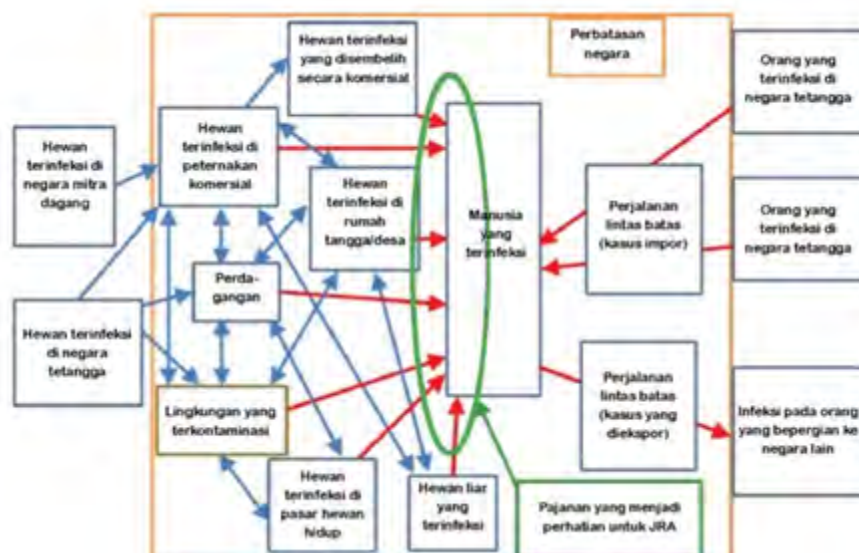 Hewan terinfeksi
yang disembelih
secara komersial
Perbatasan
negara
Orang yang
terinfeksi di
negara tetangga
Hewan
terinfeksi di
negara mitra
dagang
Hewan
terinfeksi di
peternakan
komersial
Hewan
terinfeksi di
rumah
tangga/desa
Manusia
yang
terinfeksi
Perjalanan
lintas batas
(kasus impor)
Orang yang
terinfeksi di
negara tetangga
Perda-
gangan
Hewan terinfeksi
di negara
tetangga
Lingkungan yang
terkontaminasi
Perjalanan
lintas batas
(kasus yang
diekspor)
Infeksi pada orang
yang bepergian ke
negara lain
Hewan
terinfeksi di
pasar hewan
hidup
Hewan liar
yang
terinfeksi
Pajanan yang menjadi
perhatian untuk JRA